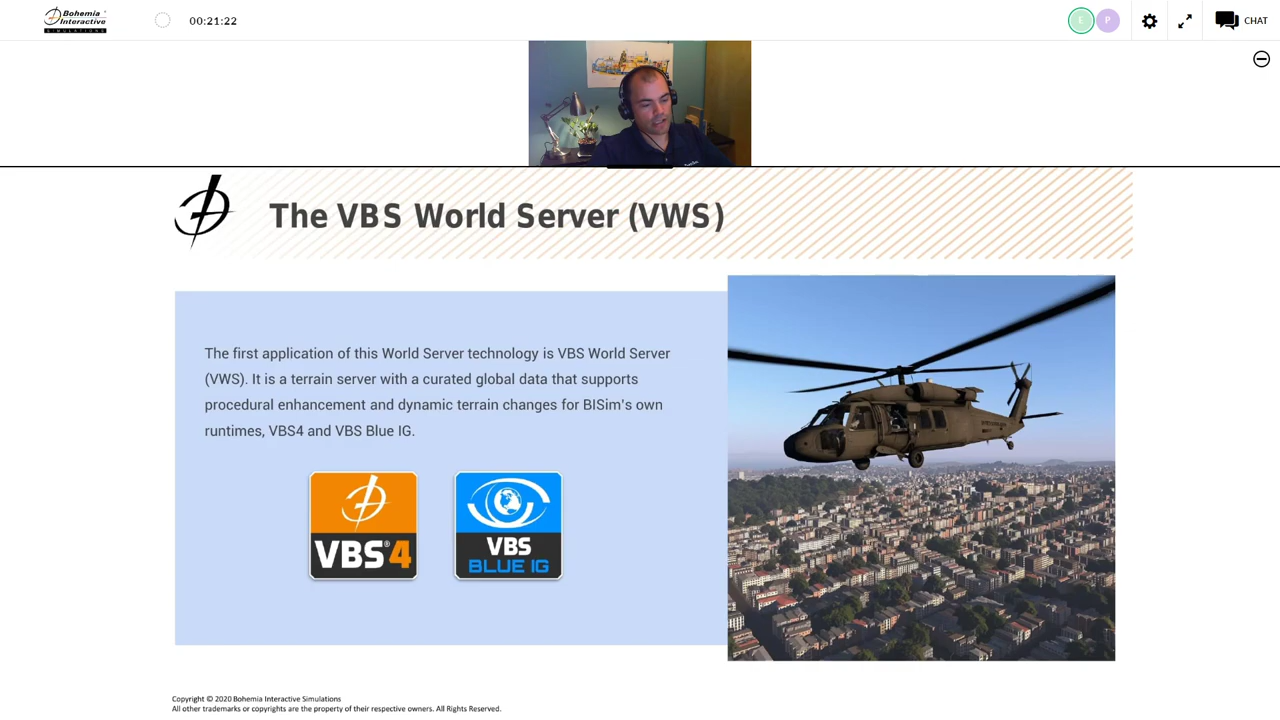 Bohemia
Interactive
SIMULATIONS
00:21:22
E
P
CHAT
The VBS World Server (VWS)
The first application of this World Server technology is VBS World Server
(VWS). It is a terrain server with a curated global data that supports
procedural enhancement and dynamic terrain changes for BISim's own
runtimes, VBS4 and VBS Blue IG.
VBS®4
VBS
BLUE IG
Copyright © 2020 Bohemia Interactive Simulations
All other trademarks or copyrights are the property of their respective owners. All Rights Reserved.